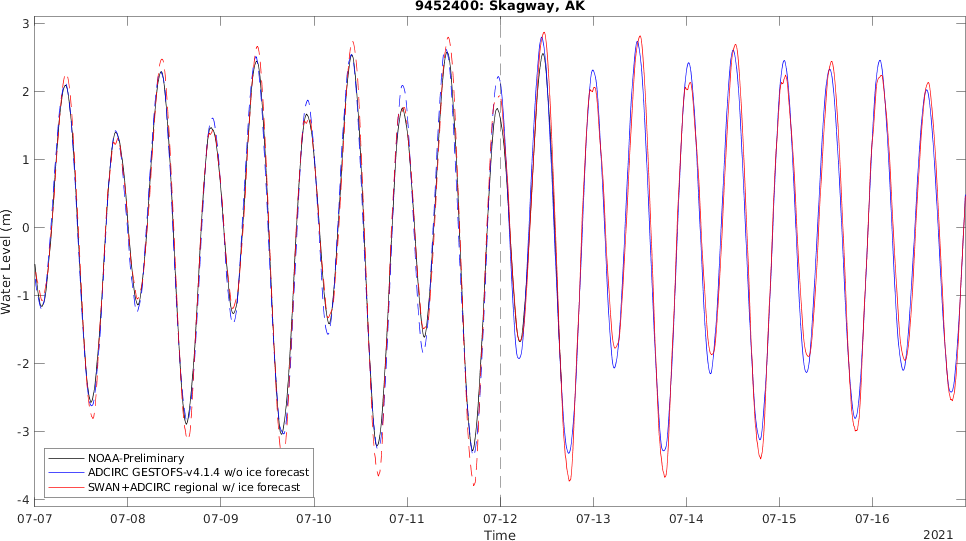 9452400: Skagway, AK
3
2
1
0
-1
-2
-3
-4
Water Level (m)
NOAA-Preliminary
ADCIRC GESTOFS-v4.1.4 w/o ice forecast
SWAN+ADCIRC regional w/ ice forecast
07-07 07-08 07-09 07-10 07-11 07-12 07-13 07-14 07-15 07-16
Time
2021